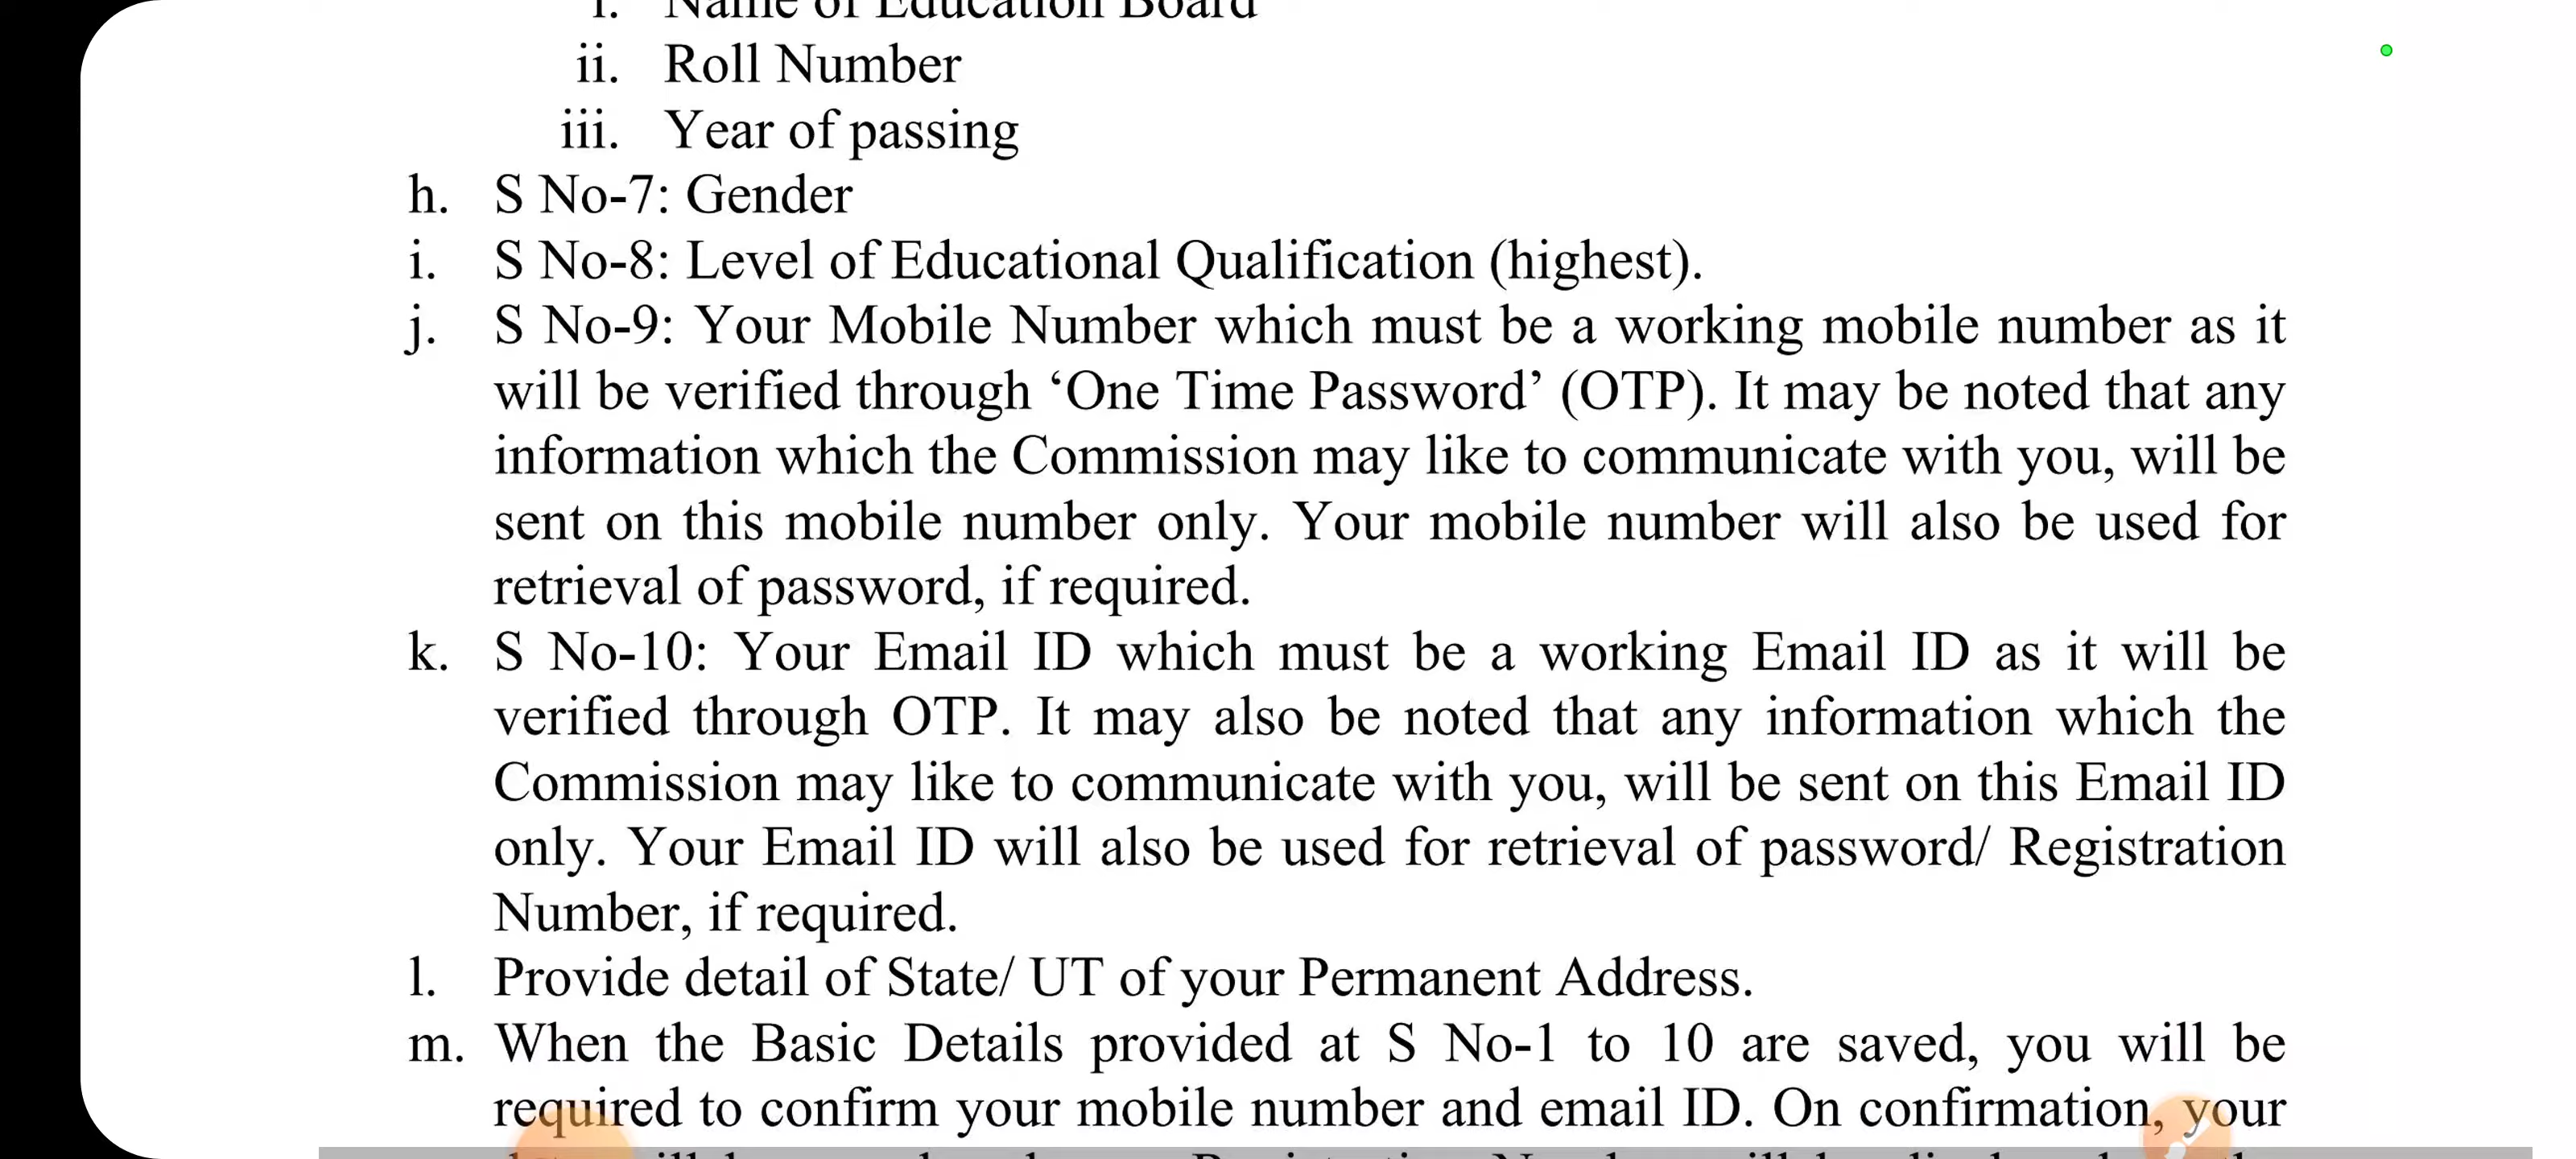 i. Name of Education Board
ii. Roll Number
iii. Year of passing
h. S No-7: Gender
i. S No-8: Level of Educational Qualification (highest).
j. S No-9: Your Mobile Number which must be a working mobile number as it
will be verified through ‘One Time Password’ (OTP). It may be noted that any
information which the Commission may like to communicate with you, will be
sent on this mobile number only. Your mobile number will also be used for
retrieval of password, if required.
k. S No-10: Your Email ID which must be a working Email ID as it will be
verified through OTP. It may also be noted that any information which the
Commission may like to communicate with you, will be sent on this Email ID
only. Your Email ID will also be used for retrieval of password/ Registration
Number, if required.
l. Provide detail of State/ UT of your Permanent Address.
m. When the Basic Details provided at S No-1 to 10 are saved, you will be
required to confirm your mobile number and email ID. On confirmation, your